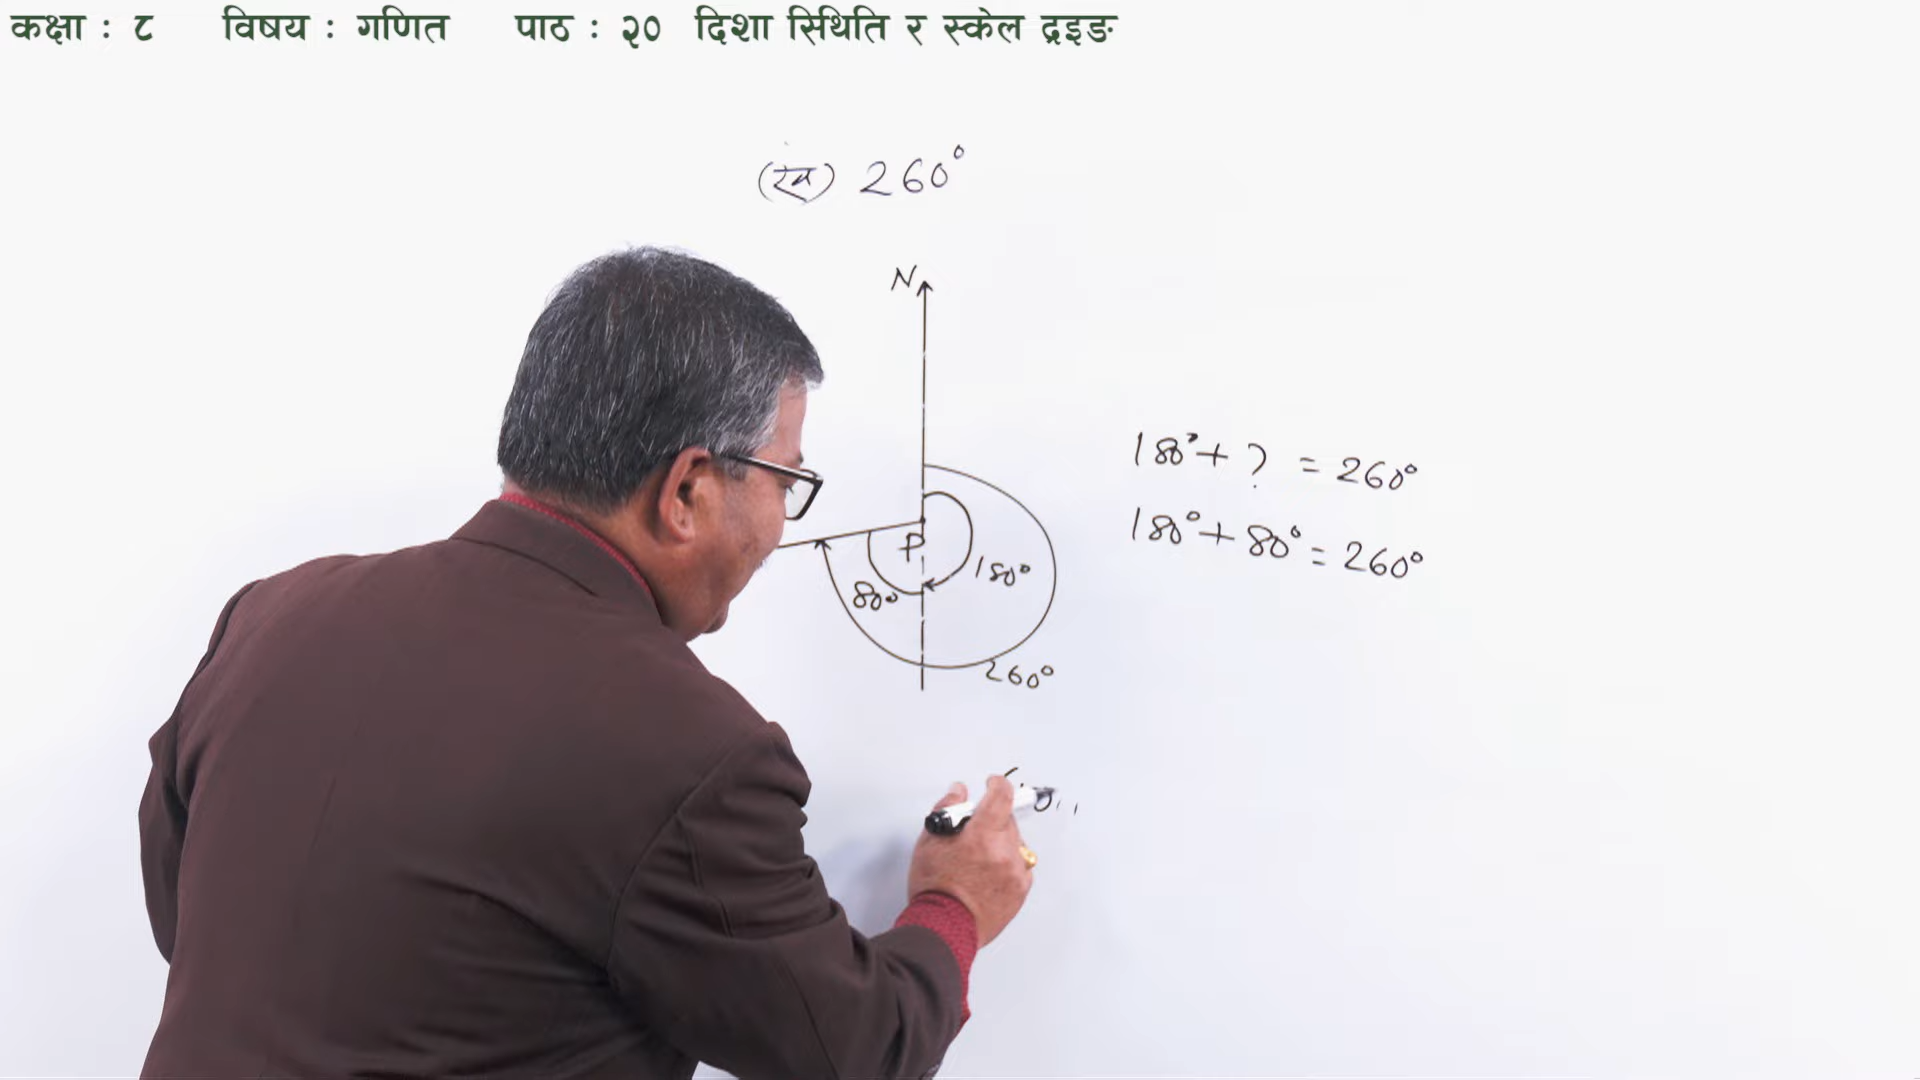 कक्षा : ८ विषय : गणित पाठ : २० दिशा स्थिति र स्केल द्रइङ
(ख) 260°
N
180° + ? = 260°
180° + 80° = 260°
P
180°
80°
260°